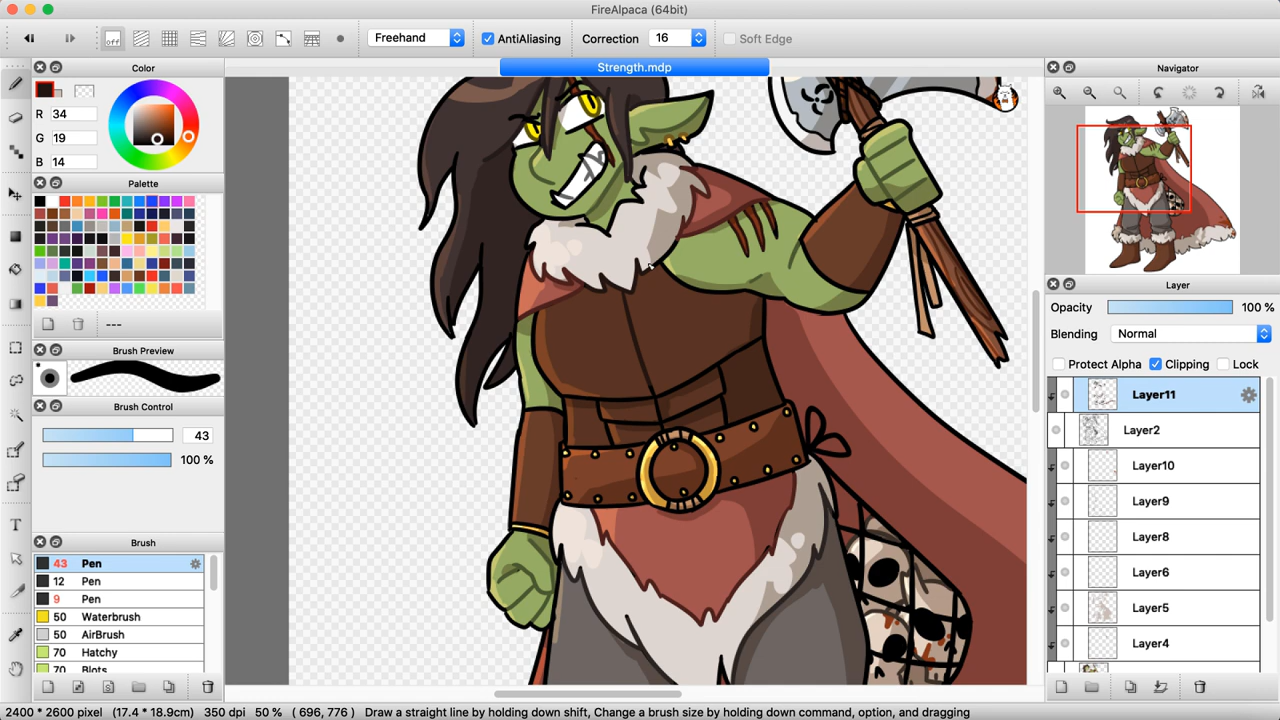 FireAlpaca (64bit)
off
Freehand
AntiAliasing
Correction
16
Soft Edge
Strength.mdp
Color
R 34
G 19
B 14
Palette
---
Brush Preview
Brush Control
43
100 %
Brush
43 Pen
12 Pen
9 Pen
50 Waterbrush
50 AirBrush
70 Hatchy
70 Blots
Navigator
Layer
Opacity 100 %
Blending Normal
Protect Alpha Clipping Lock
Layer11
Layer2
Layer10
Layer9
Layer8
Layer6
Layer5
Layer4
2400 * 2600 pixel (17.4 * 18.9cm) 350 dpi 50 % ( 696, 776 ) Draw a straight line by holding down shift, Change a brush size by holding down command, option, and dragging